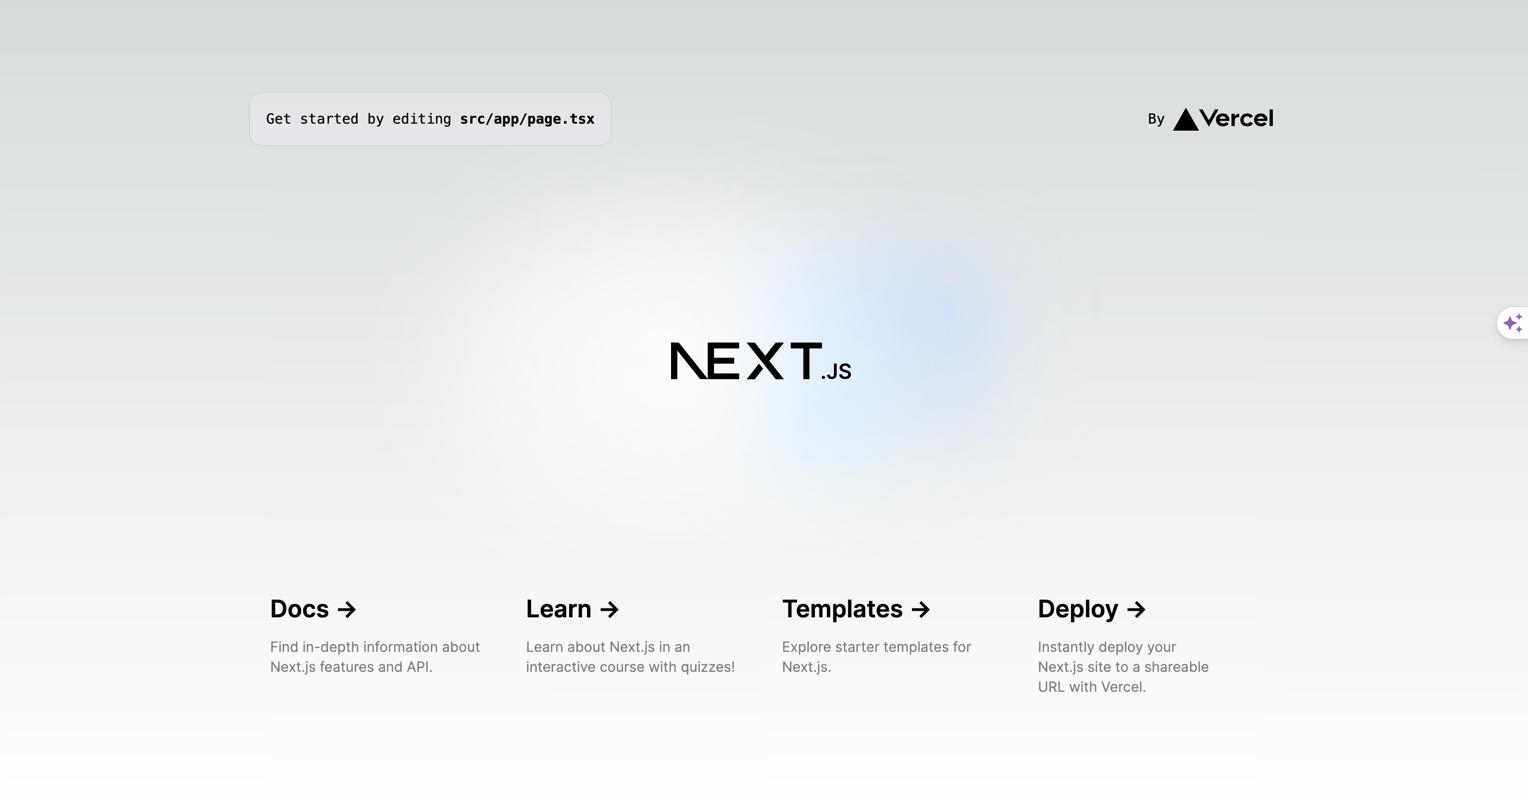 Get started by editing src/app/page.tsx
By Vercel
NEXT.JS
Docs →
Find in-depth information about
Next.js features and API.
Learn →
Learn about Next.js in an
interactive course with quizzes!
Templates →
Explore starter templates for
Next.js.
Deploy →
Instantly deploy your
Next.js site to a shareable
URL with Vercel.